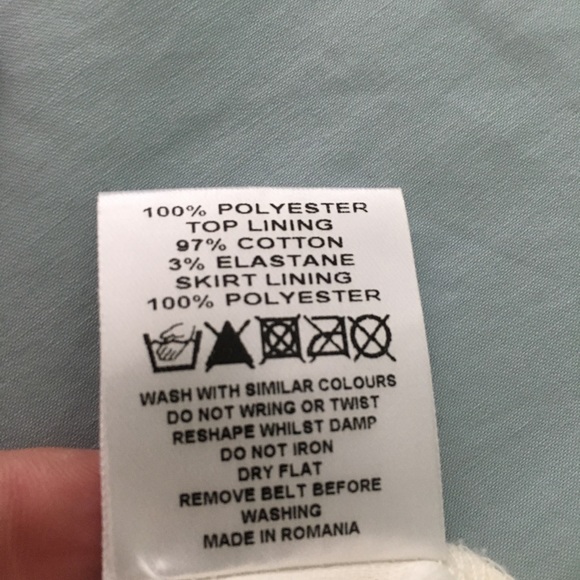 100% POLYESTER
TOP LINING
97% COTTON
3% ELASTANE
SKIRT LINING
100% POLYESTER
WASH WITH SIMILAR COLOURS
DO NOT WRING OR TWIST
RESHAPE WHILST DAMP
DO NOT IRON
DRY FLAT
REMOVE BELT BEFORE
WASHING
MADE IN ROMANIA